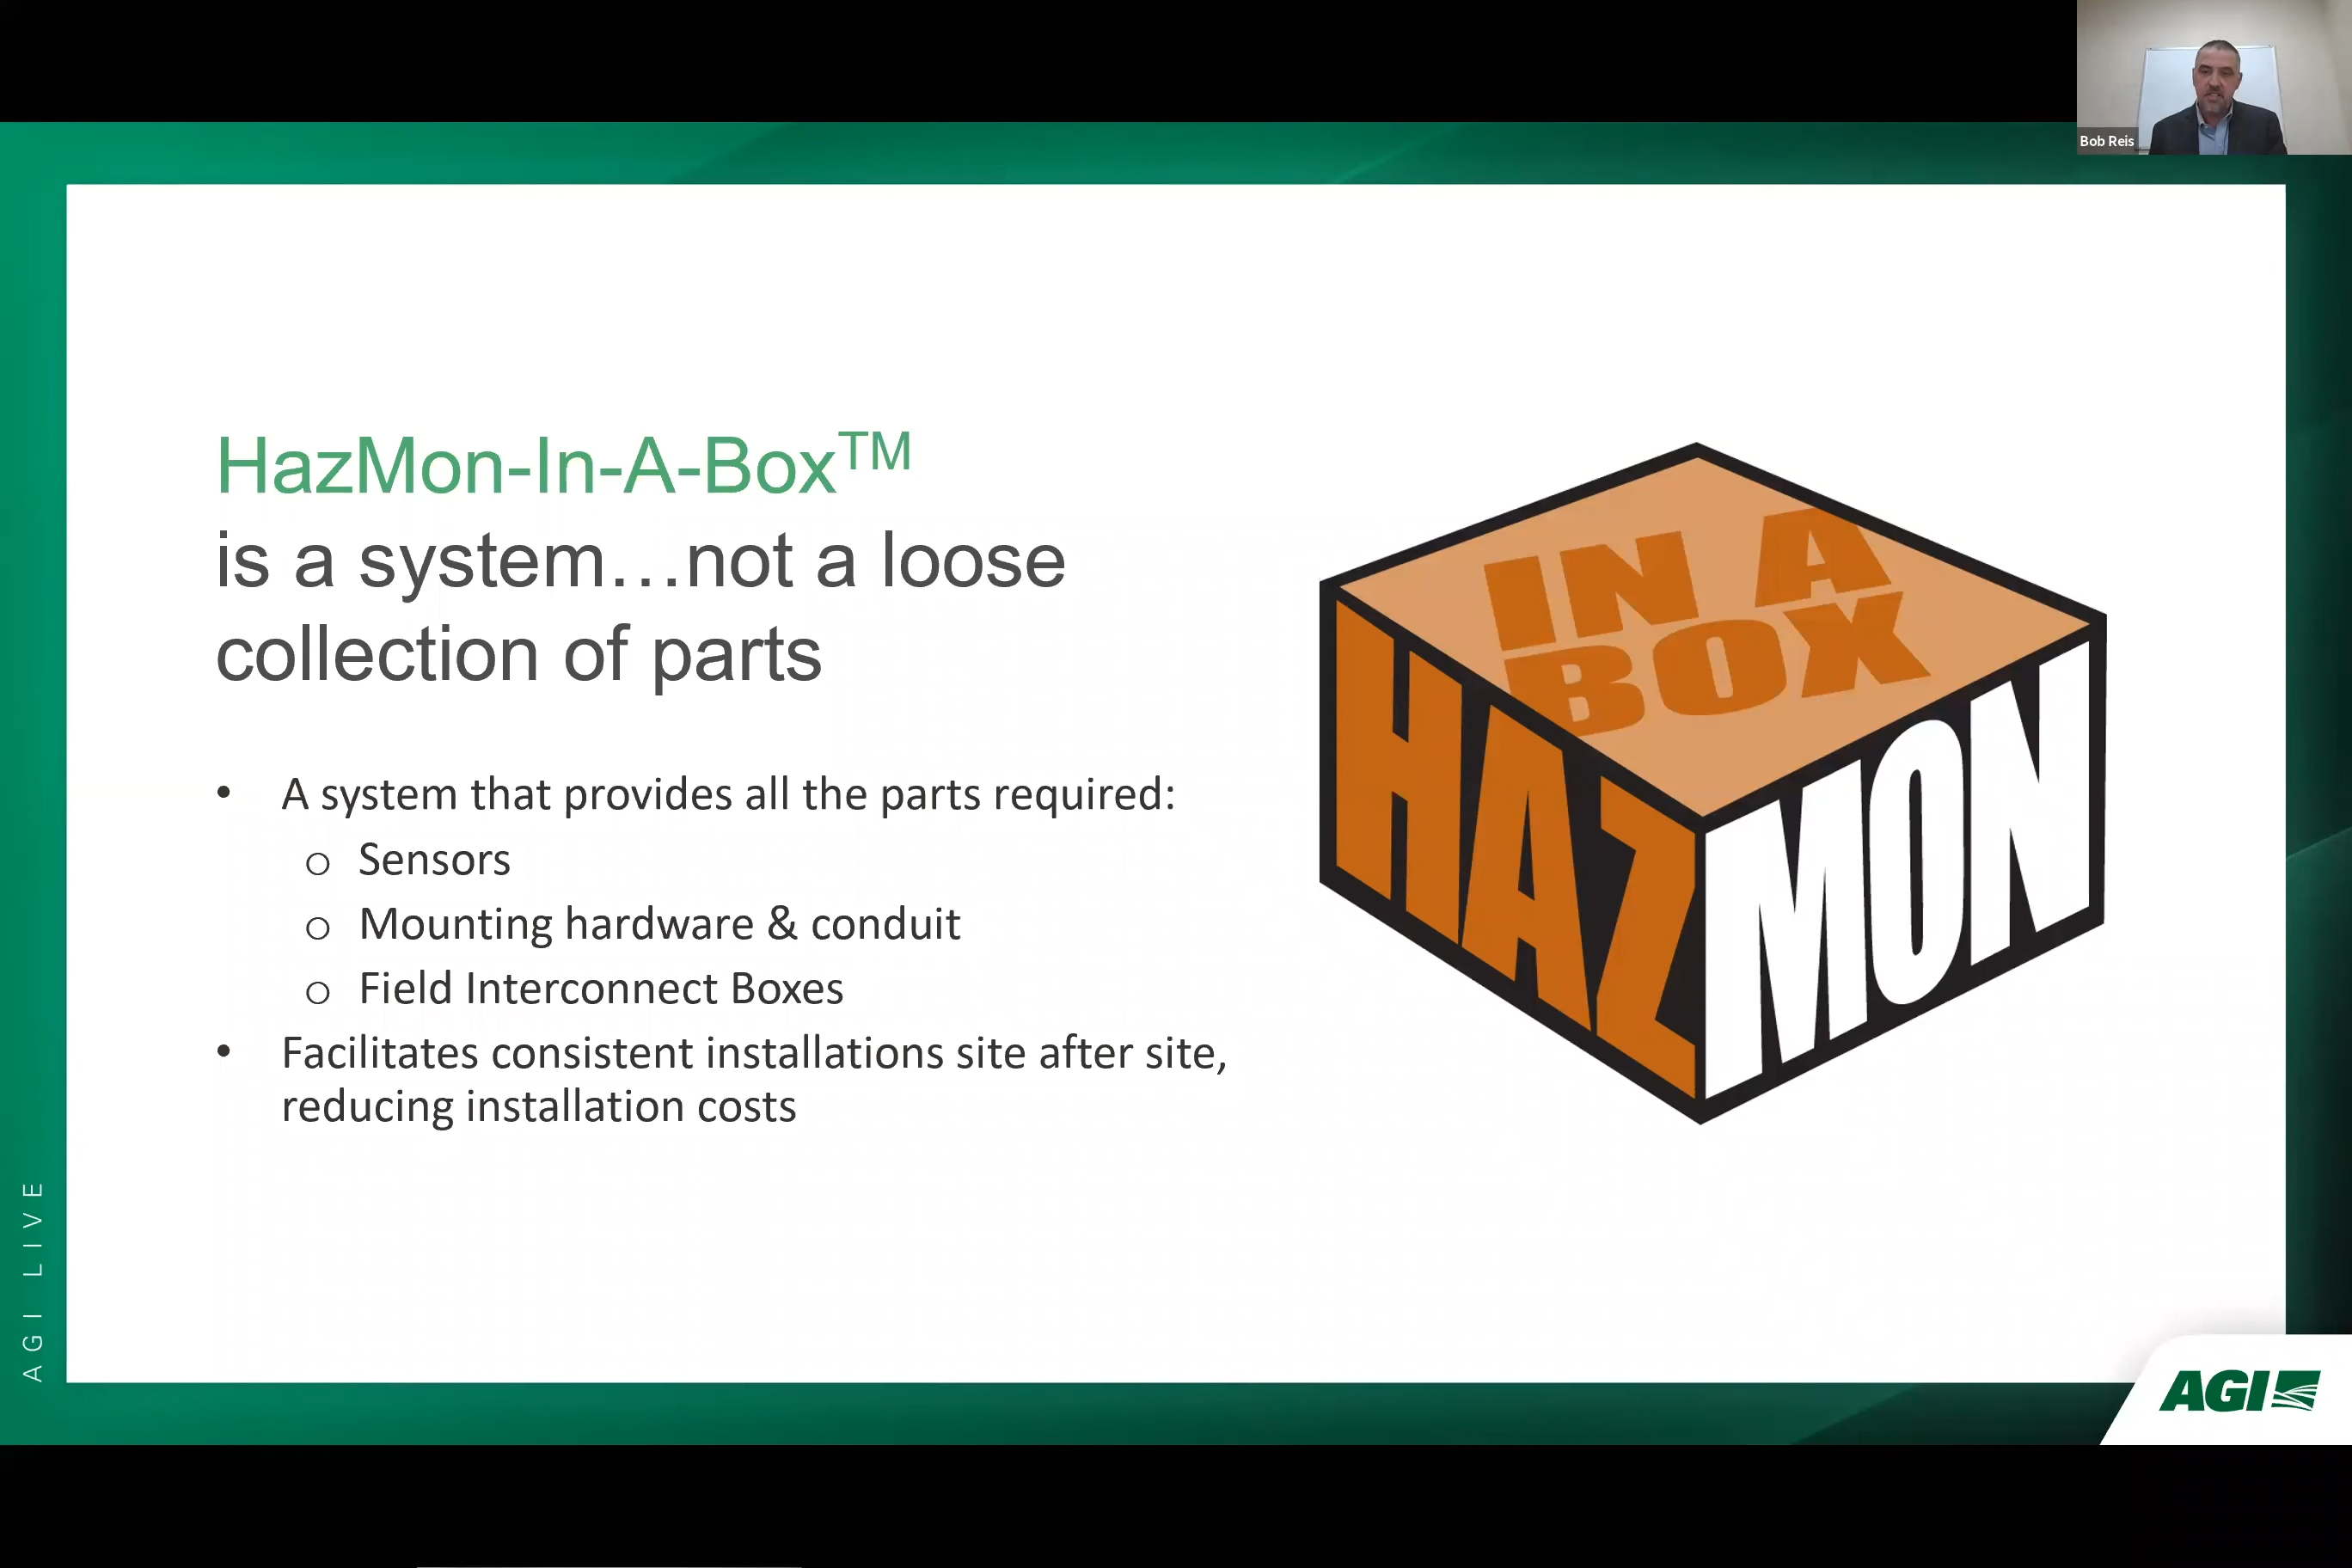 Bob Reis
HazMon-In-A-Box™
is a system...not a loose
collection of parts
• A system that provides all the parts required:
o Sensors
o Mounting hardware & conduit
o Field Interconnect Boxes
• Facilitates consistent installations site after site,
reducing installation costs
IN A
BOX
HAZMON
AGI LIVE
AGI